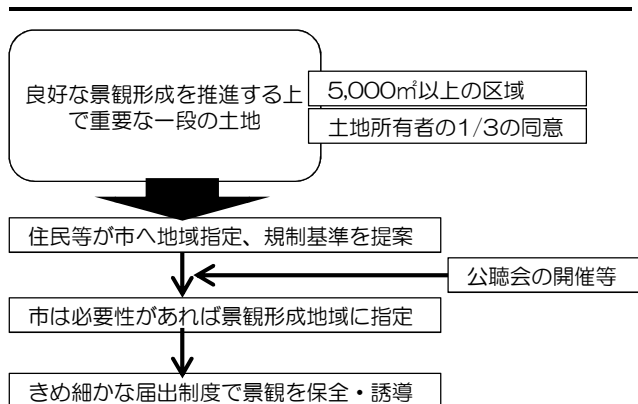 良好な景観形成を推進する上
で重要な一段の土地
5,000㎡以上の区域
土地所有者の1/3の同意
住民等が市へ地域指定、規制基準を提案
公聴会の開催等
市は必要性があれば景観形成地域に指定
きめ細かな届出制度で景観を保全・誘導